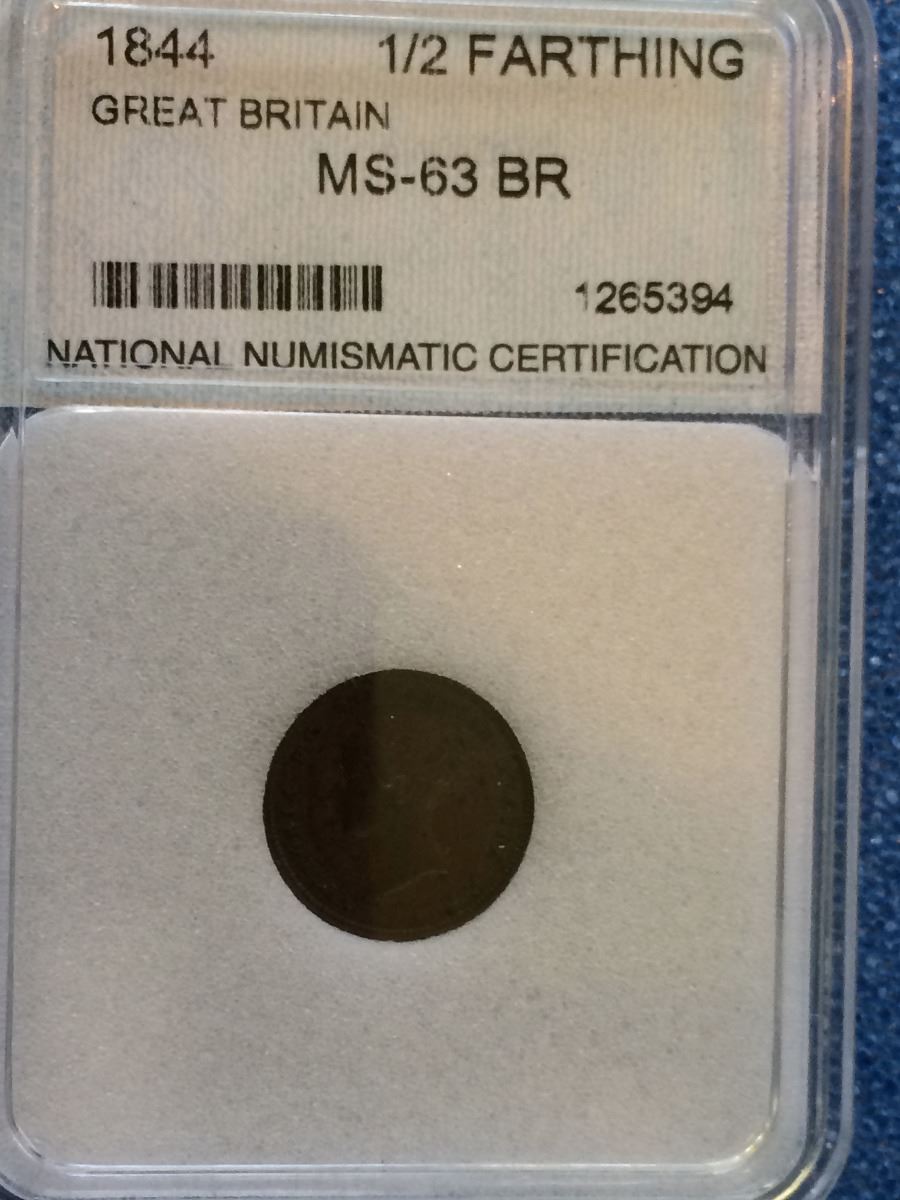 1844 1/2 FARTHING
GREAT BRITAIN
MS-63 BR
1265394
NATIONAL NUMISMATIC CERTIFICATION